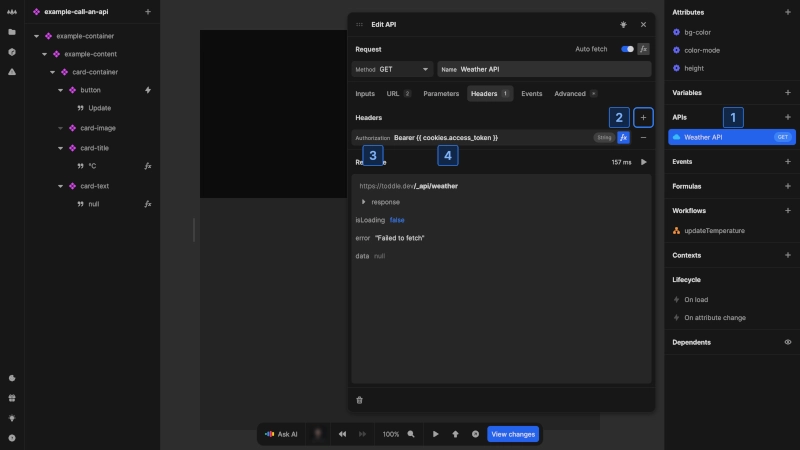 example-call-an-api
example-container
example-content
card-container
button
Update
card-image
card-title
°C
card-text
null
Edit API
Request
Auto fetch
Method GET
Name Weather API
Inputs
URL 2
Parameters
Headers 1
Events
Advanced
Headers
2
Authorization Bearer {{ cookies.access_token }} String
3
4
157 ms
https://toddle.dev/_api/weather
response
isLoading false
error "Failed to fetch"
data null
Ask AI
100%
View changes
Attributes
bg-color
color-mode
height
Variables
APIs
1
Weather API GET
Events
Formulas
Workflows
updateTemperature
Contexts
Lifecycle
On load
On attribute change
Dependents